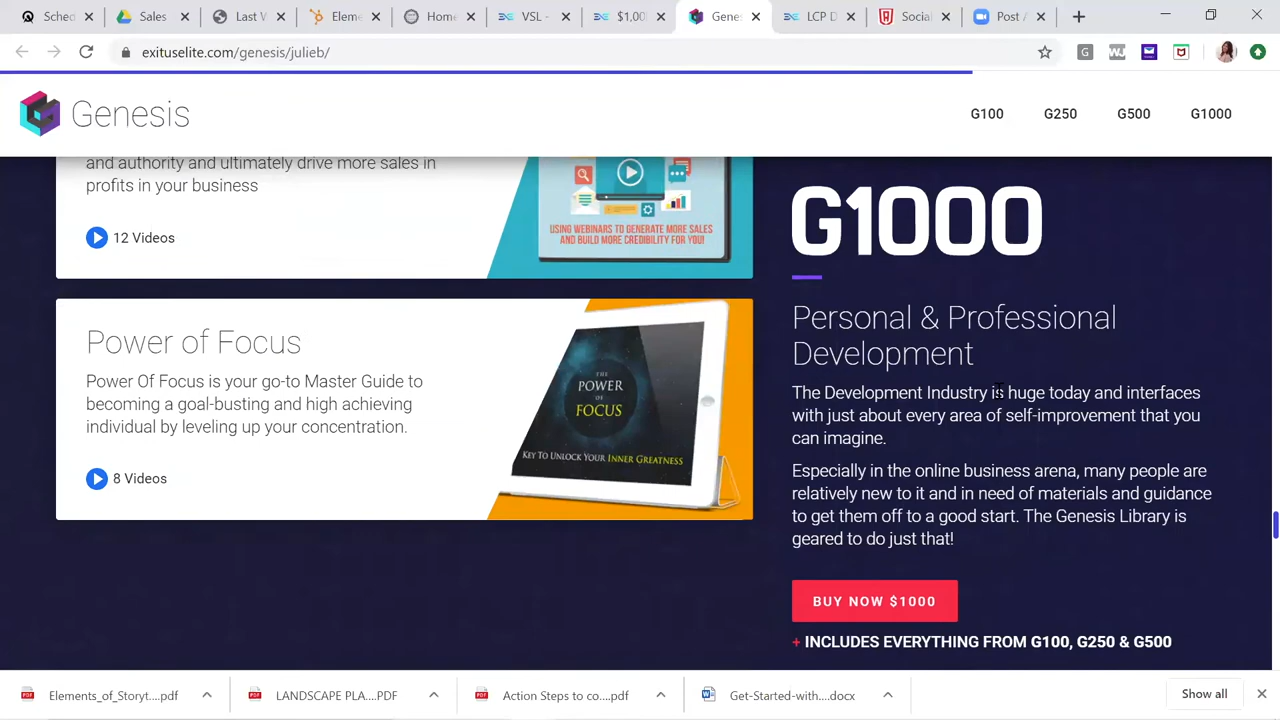 Sched
Sales
Last W
Eleme
Home
VSL -
$1,00
Genes
LCP D
Social
Post A
exituselite.com/genesis/julieb/
Genesis
G100
G250
G500
G1000
and authority and ultimately drive more sales in
profits in your business
12 Videos
USING WEBINARS TO GENERATE MORE SALES
AND BUILD MORE CREDIBILITY FOR YOU!
Power of Focus
Power Of Focus is your go-to Master Guide to
becoming a goal-busting and high achieving
individual by leveling up your concentration.
8 Videos
THE
POWER
OF
FOCUS
KEY TO UNLOCK YOUR INNER GREATNESS
G1000
Personal & Professional
Development
The Development Industry is huge today and interfaces
with just about every area of self-improvement that you
can imagine.
Especially in the online business arena, many people are
relatively new to it and in need of materials and guidance
to get them off to a good start. The Genesis Library is
geared to do just that!
BUY NOW $1000
+ INCLUDES EVERYTHING FROM G100, G250 & G500
Elements_of_Storyt....pdf
LANDSCAPE PLA....PDF
Action Steps to co....pdf
Get-Started-with....docx
Show all